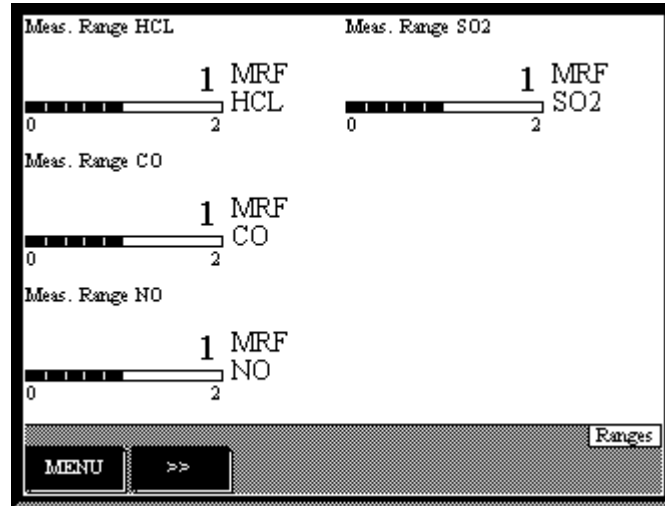 Meas. Range HCL
1 MRF
HCL
0 2
Meas. Range SO2
1 MRF
SO2
0 2
Meas. Range CO
1 MRF
CO
0 2
Meas. Range NO
1 MRF
NO
0 2
Ranges
MENU >>